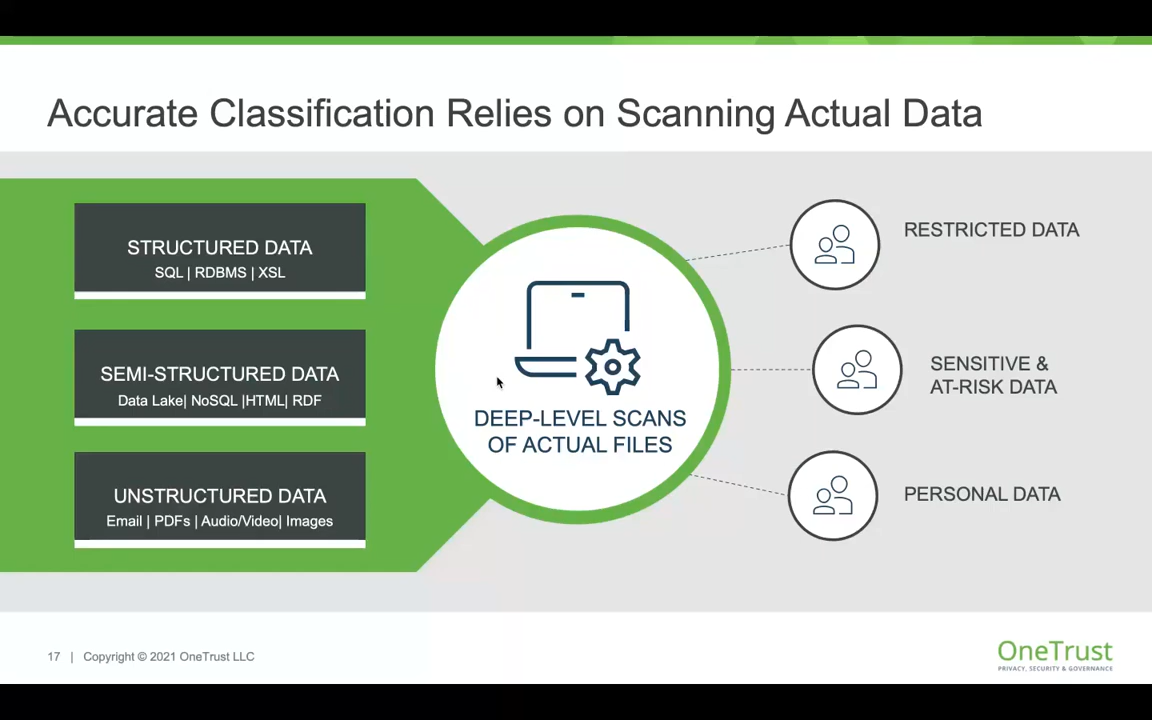 Accurate Classification Relies on Scanning Actual Data
STRUCTURED DATA
SQL | RDBMS | XSL
SEMI-STRUCTURED DATA
Data Lake| NoSQL |HTML| RDF
UNSTRUCTURED DATA
Email | PDFs | Audio/Video| Images
DEEP-LEVEL SCANS
OF ACTUAL FILES
RESTRICTED DATA
SENSITIVE &
AT-RISK DATA
PERSONAL DATA
17 | Copyright © 2021 OneTrust LLC
OneTrust
PRIVACY, SECURITY & GOVERNANCE